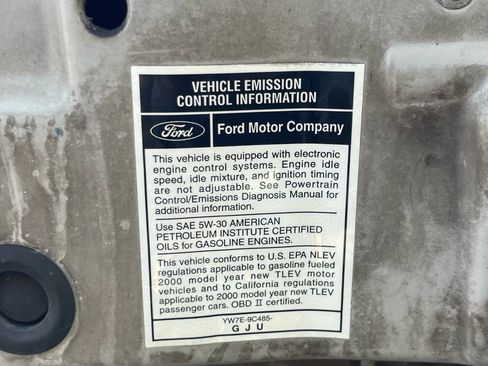 VEHICLE EMISSION
CONTROL INFORMATION
Ford
Ford Motor Company
This vehicle is equipped with electronic
engine control systems. Engine idle
speed, idle mixture, and ignition timing
are not adjustable. See Powertrain
Control/Emissions Diagnosis Manual for
additional information.
Use SAE 5W-30 AMERICAN
PETROLEUM INSTITUTE CERTIFIED
OILS for GASOLINE ENGINES.
This vehicle conforms to U.S. EPA NLEV
regulations applicable to gasoline fueled
2000 model year new TLEV motor
vehicles and to California regulations
applicable to 2000 model year new TLEV
passenger cars. OBD II certified.
YW7E-9C485-
G J U